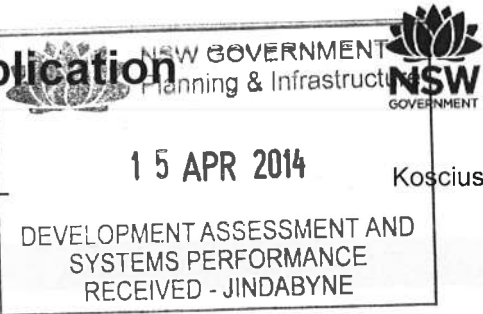 plication
NSW GOVERNMENT
Planning & Infrastructure
NSW
GOVERNMENT
15 APR 2014
Koscius
DEVELOPMENT ASSESSMENT AND
SYSTEMS PERFORMANCE
RECEIVED - JINDABYNE